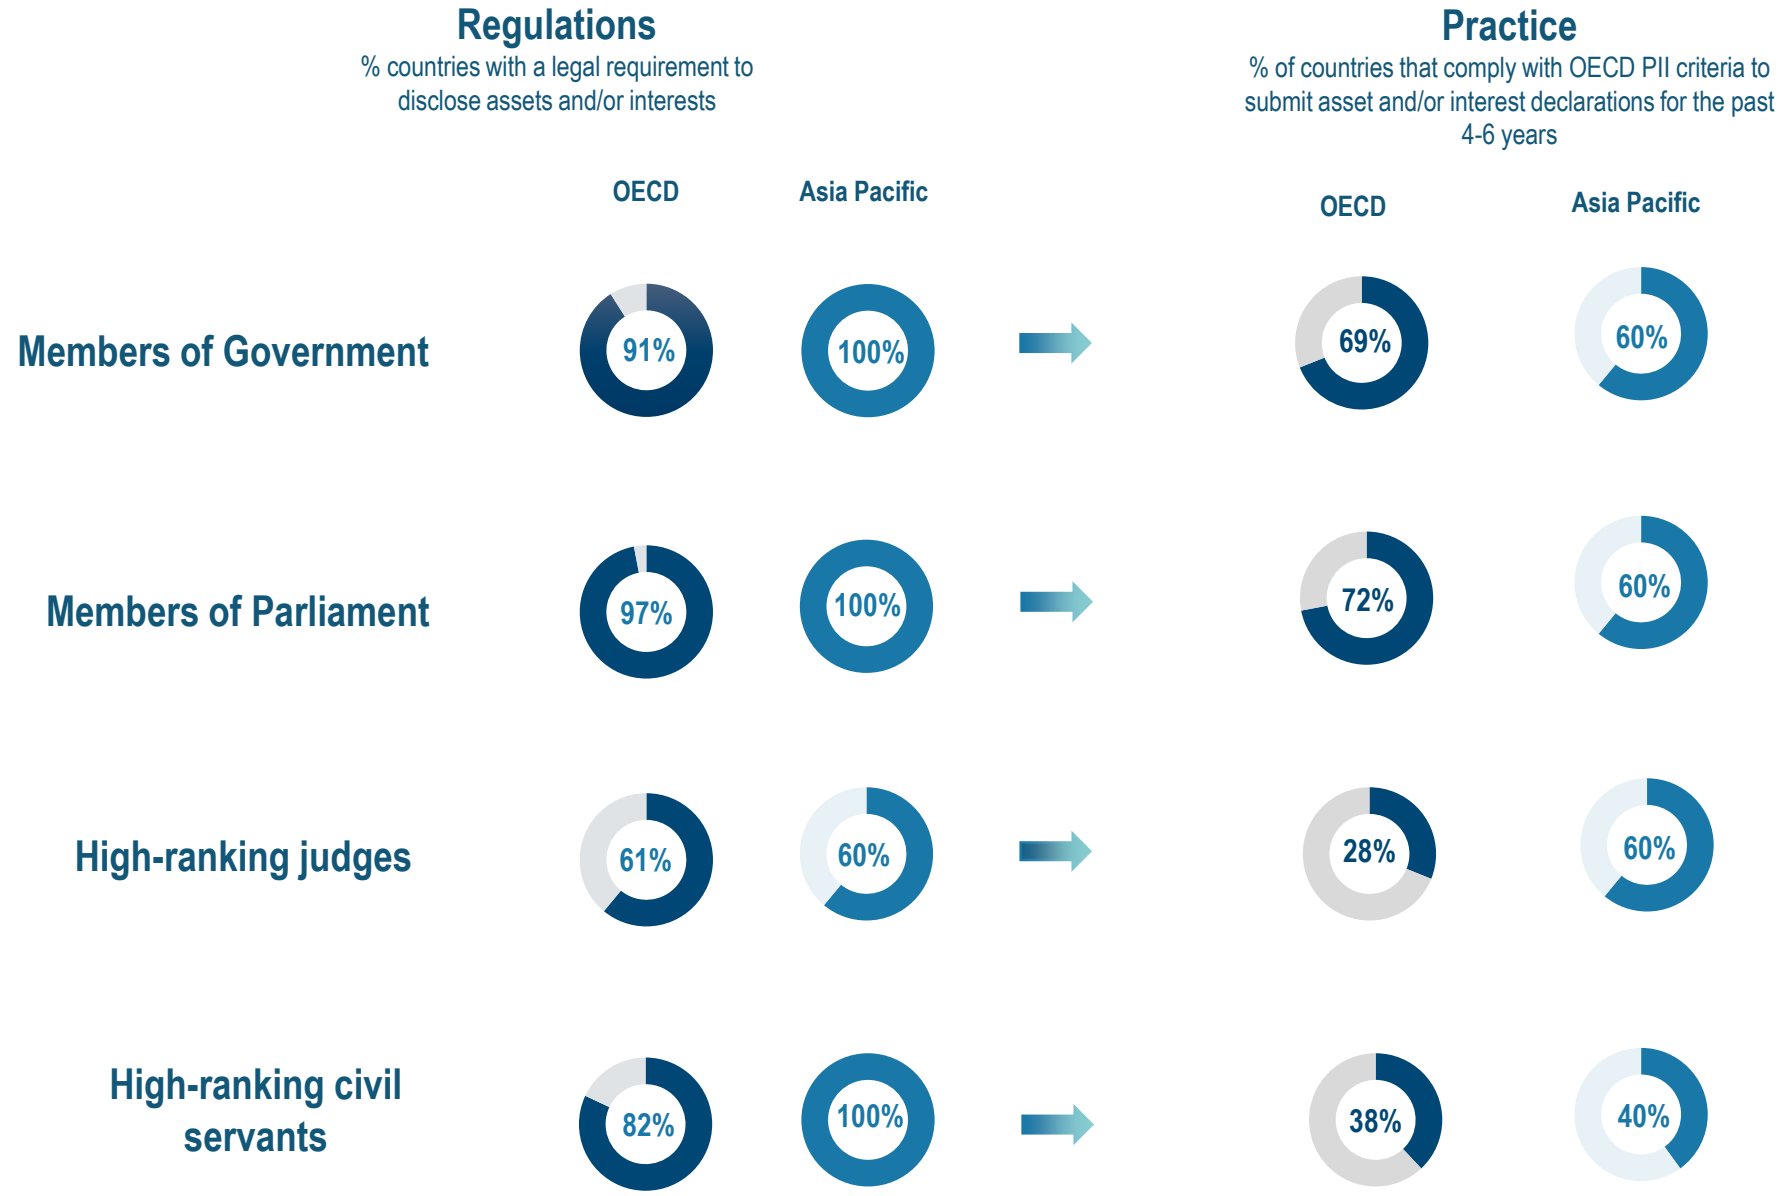 Regulations
% countries with a legal requirement to
disclose assets and/or interests
Practice
% of countries that comply with OECD PII criteria to
submit asset and/or interest declarations for the past
4-6 years
OECD
Asia Pacific
OECD
Asia Pacific
Members of Government
91%
100%
69%
60%
Members of Parliament
97%
100%
72%
60%
High-ranking judges
61%
60%
28%
60%
High-ranking civil
servants
82%
100%
38%
40%